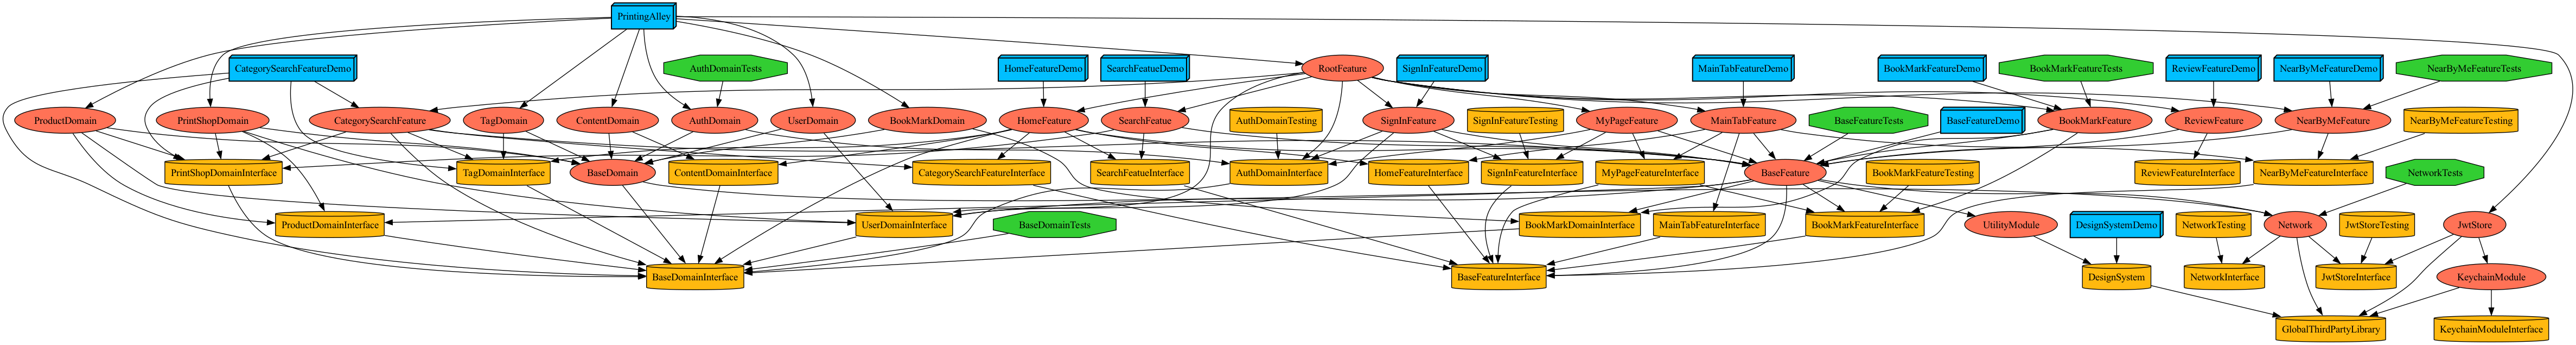 PrintingAlley
CategorySearchFeatureDemo
AuthDomainTests
HomeFeatureDemo
SearchFeatueDemo
RootFeature
SignInFeatureDemo
MainTabFeatureDemo
BookMarkFeatureDemo
BookMarkFeatureTests
ReviewFeatureDemo
NearByMeFeatureDemo
NearByMeFeatureTests
ProductDomain
PrintShopDomain
CategorySearchFeature
TagDomain
ContentDomain
AuthDomain
UserDomain
BookMarkDomain
HomeFeature
SearchFeatue
AuthDomainTesting
SignInFeature
SignInFeatureTesting
MyPageFeature
MainTabFeature
BaseFeatureTests
BaseFeatureDemo
BookMarkFeature
ReviewFeature
NearByMeFeature
NearByMeFeatureTesting
PrintShopDomainInterface
TagDomainInterface
BaseDomain
ContentDomainInterface
CategorySearchFeatureInterface
SearchFeatueInterface
AuthDomainInterface
HomeFeatureInterface
SignInFeatureInterface
MyPageFeatureInterface
BaseFeature
BookMarkFeatureTesting
ReviewFeatureInterface
NearByMeFeatureInterface
NetworkTests
ProductDomainInterface
UserDomainInterface
BaseDomainTests
BookMarkDomainInterface
MainTabFeatureInterface
BookMarkFeatureInterface
UtilityModule
DesignSystemDemo
NetworkTesting
Network
JwtStoreTesting
JwtStore
BaseDomainInterface
BaseFeatureInterface
DesignSystem
NetworkInterface
JwtStoreInterface
KeychainModule
GlobalThirdPartyLibrary
KeychainModuleInterface